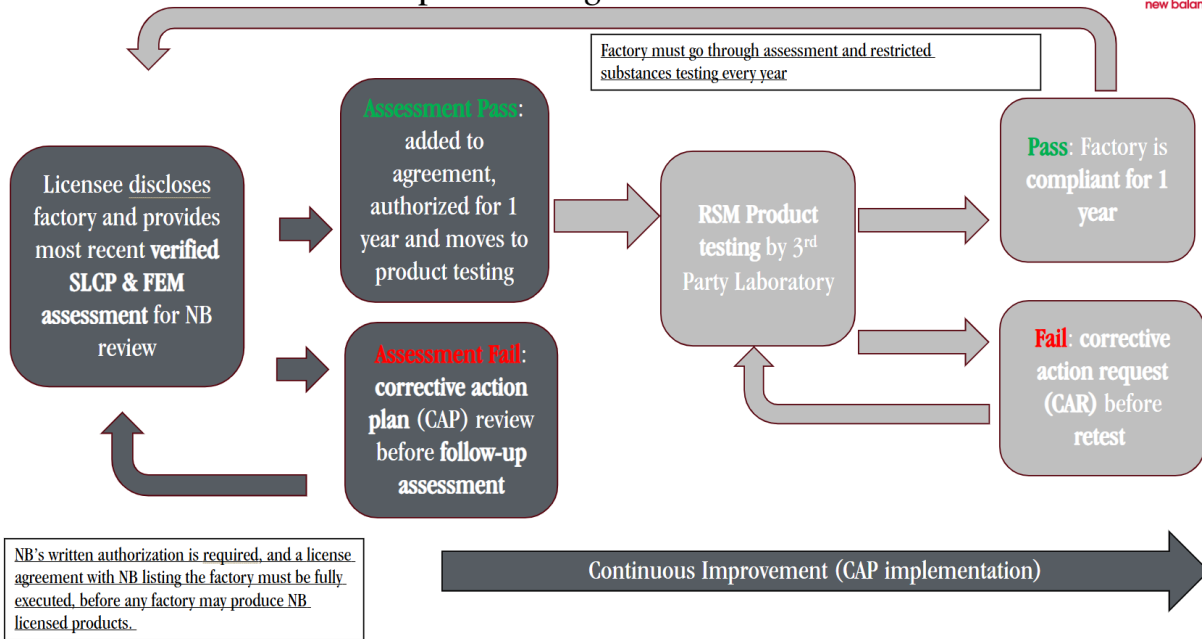 new balan
Factory must go through assessment and restricted
substances testing every year
Licensee discloses
factory and provides
most recent verified
SLCP & FEM
assessment for NB
review
Assessment Pass:
added to
agreement,
authorized for 1
year and moves to
product testing
Assessment Fail:
corrective action
plan (CAP) review
before follow-up
assessment
RSM Product
testing by 3rd
Party Laboratory
Pass: Factory is
compliant for 1
year
Fail: corrective
action request
(CAR) before
retest
NB's written authorization is required, and a license
agreement with NB listing the factory must be fully
executed, before any factory may produce NB
licensed products.
Continuous Improvement (CAP implementation)